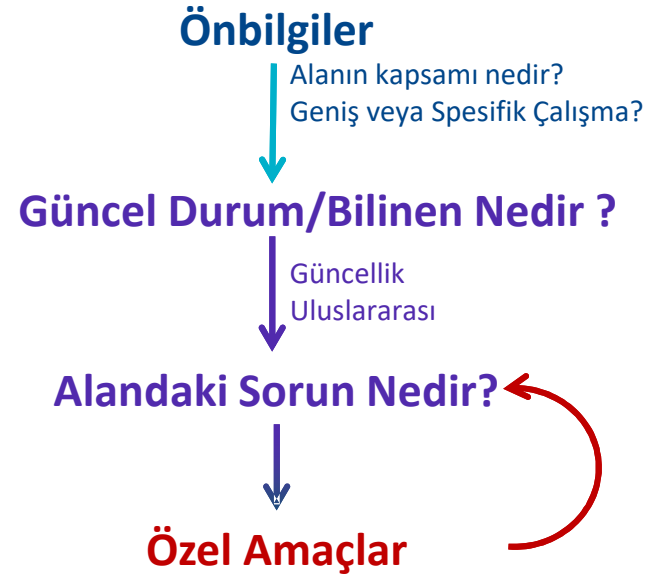 Önbilgiler
Alanın kapsamı nedir?
Geniş veya Spesifik Çalışma?
Güncel Durum/Bilinen Nedir ?
Güncellik
Uluslararası
Alandaki Sorun Nedir?
Özel Amaçlar